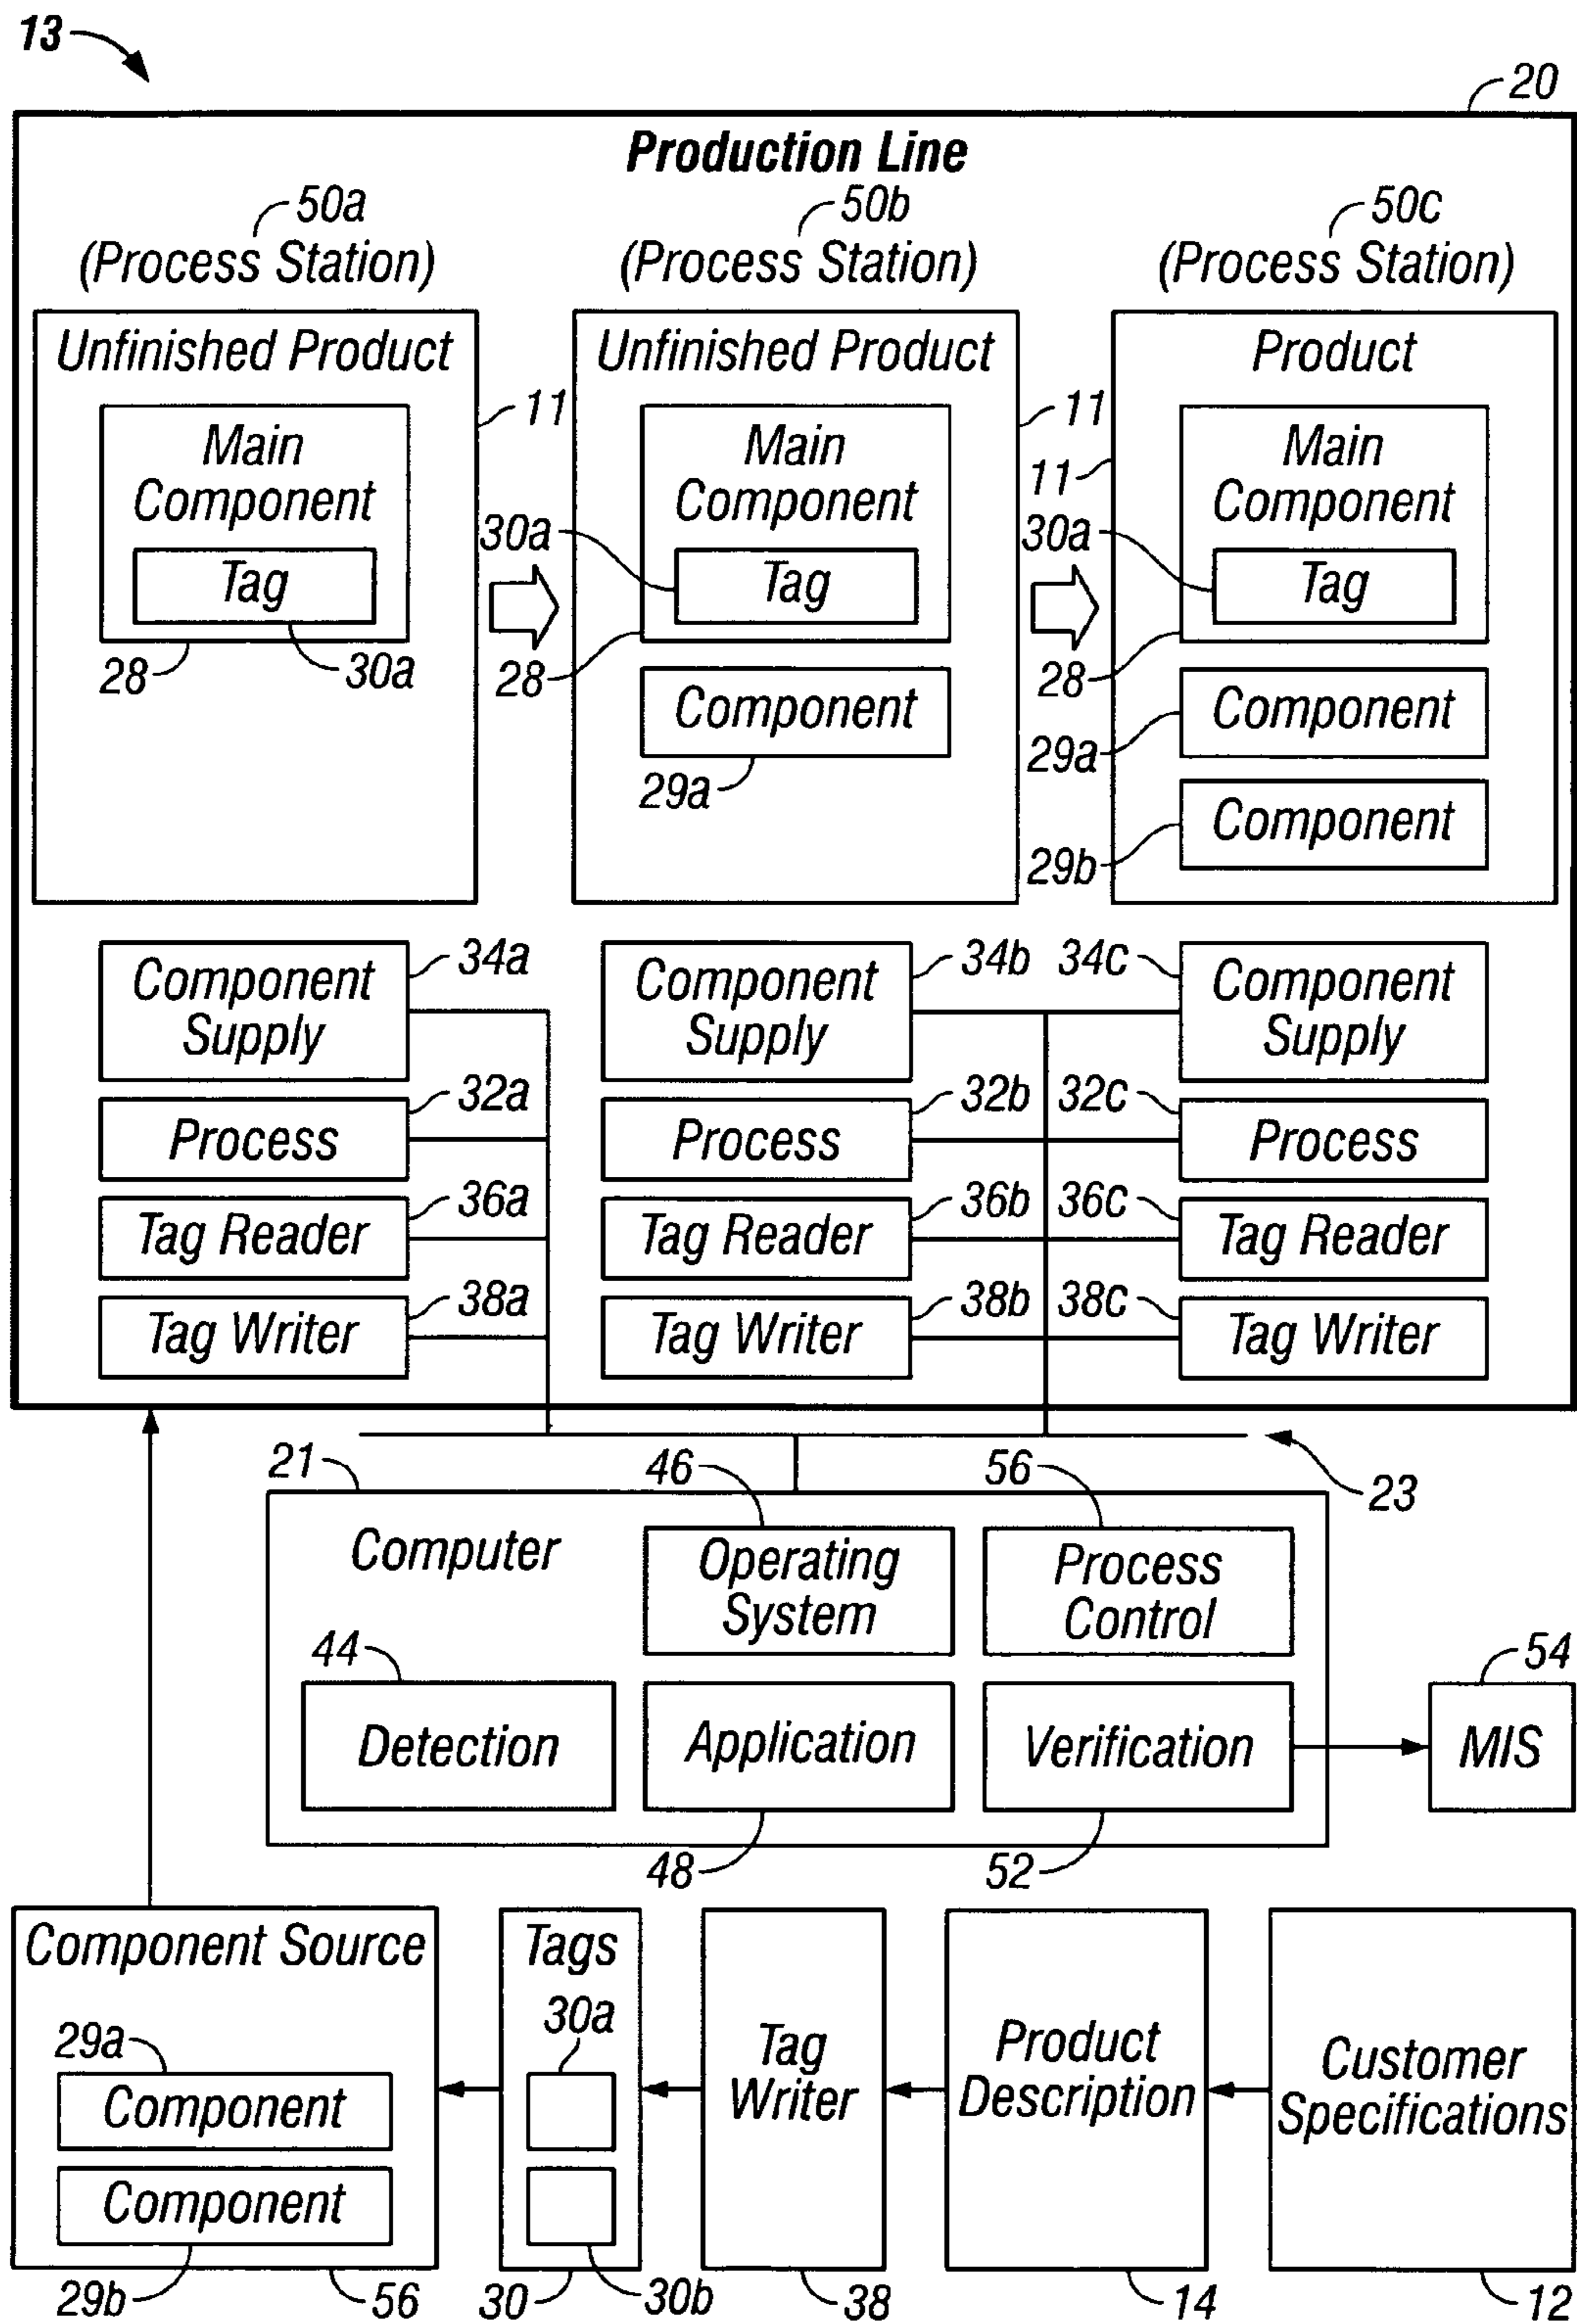 13
20
Production Line
50a 50b 50c
(Process Station) (Process Station) (Process Station)
Unfinished Product Unfinished Product Product
11 11
Main Main Main
11
Component Component Component
30a 30a
Tag Tag Tag
28 30a 28 28
Component Component
29a 29a
Component
29b
34a 34b 34c
Component Component Component
Supply Supply Supply
32a 32b 32c
Process Process Process
36a 36b 36c
Tag Reader Tag Reader Tag Reader
38a 38b 38c
Tag Writer Tag Writer Tag Writer
21 46 56
23
Computer
Operating
System
Process
Control
44 54
Detection Application Verification MIS
48 52
Component Source
29a
Component
Component
29b 56
Tags
30a
30 30b
Tag
Writer
38
Product
Description
14
Customer
Specifications
12